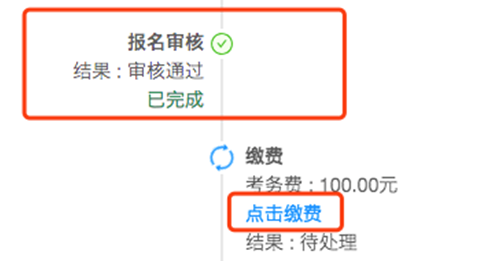 报名审核
结果 : 审核通过
已完成
缴费
考务费 : 100.00元
点击缴费
结果 : 待处理